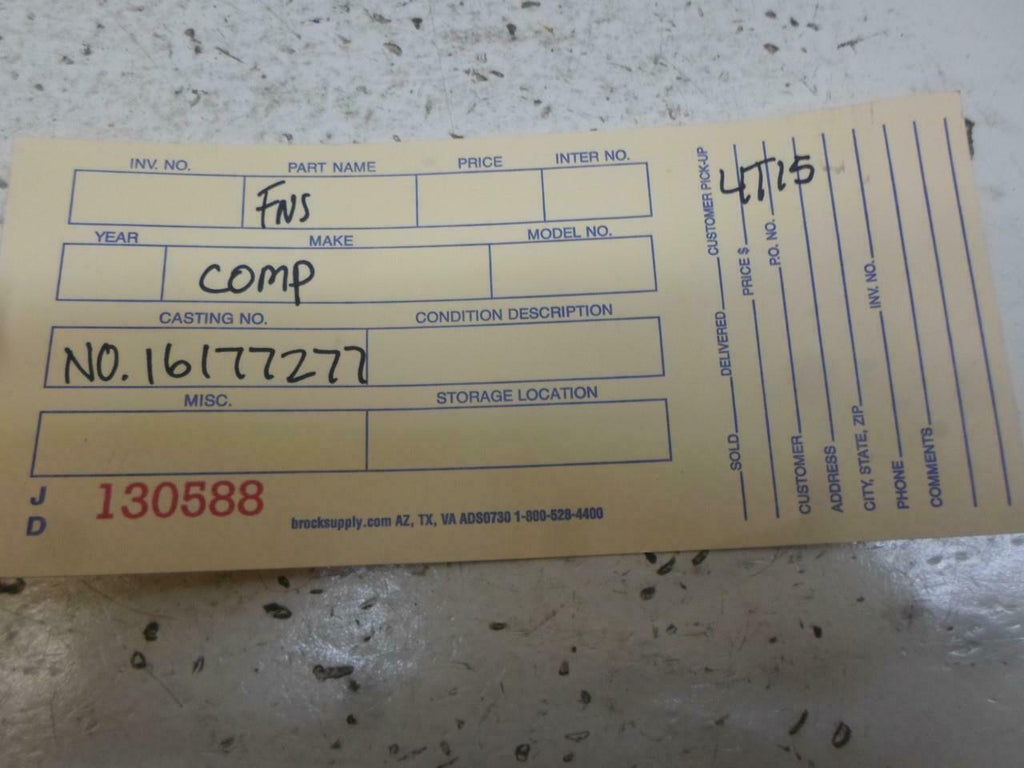 INV. NO. PART NAME PRICE INTER NO.
FNS
YEAR MAKE MODEL NO.
COMP
CASTING NO. CONDITION DESCRIPTION
NO. 16177277
MISC. STORAGE LOCATION
J D
130588
brocksupply.com AZ, TX, VA ADS0730 1-800-528-4400
4T15
SOLD DELIVERED CUSTOMER PICK-UP
PRICE $
P.O. NO.
CUSTOMER
ADDRESS
CITY, STATE, ZIP
INV. NO.
PHONE
COMMENTS